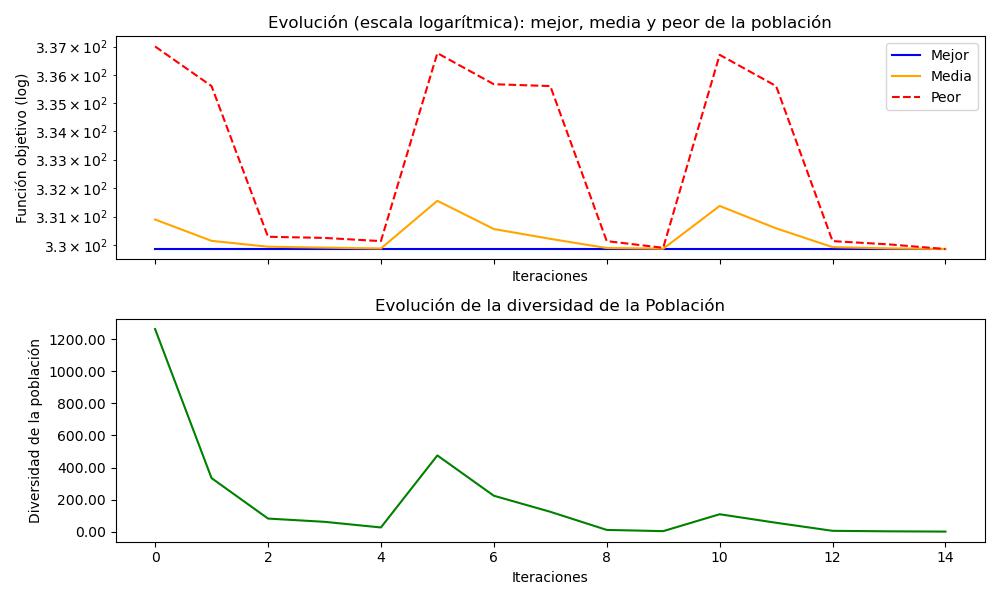 Evolución (escala logarítmica): mejor, media y peor de la población
Función objetivo (log)
3.37 × 10²
3.36 × 10²
3.35 × 10²
3.34 × 10²
3.33 × 10²
3.32 × 10²
3.31 × 10²
3.3 × 10²
Mejor
Media
Peor
Iteraciones
Evolución de la diversidad de la Población
Diversidad de la población
1200.00
1000.00
800.00
600.00
400.00
200.00
0.00
0 2 4 6 8 10 12 14
Iteraciones